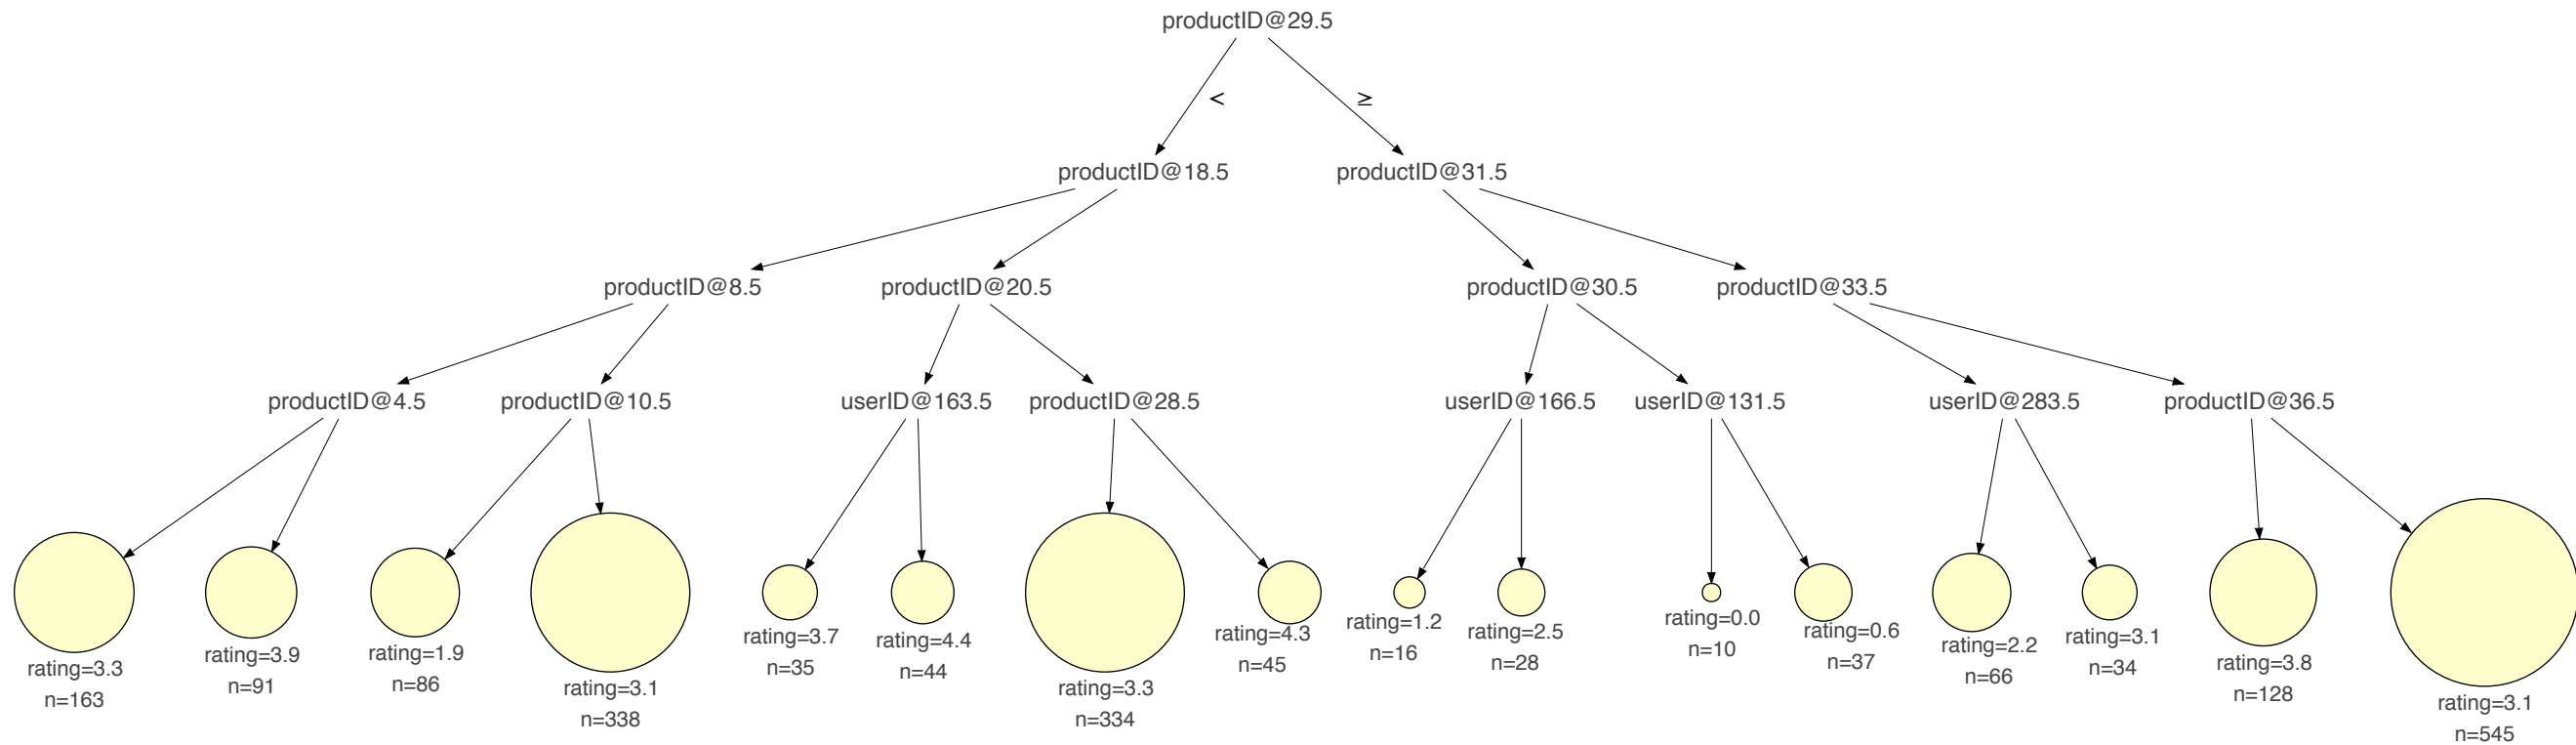 productID@29.5
<
≥
productID@18.5
productID@31.5
productID@8.5
productID@20.5
productID@30.5
productID@33.5
productID@4.5
productID@10.5
userID@163.5
productID@28.5
userID@166.5
userID@131.5
userID@283.5
productID@36.5
rating=3.3
n=163
rating=3.9
n=91
rating=1.9
n=86
rating=3.1
n=338
rating=3.7
n=35
rating=4.4
n=44
rating=3.3
n=334
rating=4.3
n=45
rating=1.2
n=16
rating=2.5
n=28
rating=0.0
n=10
rating=0.6
n=37
rating=2.2
n=66
rating=3.1
n=34
rating=3.8
n=128
rating=3.1
n=545